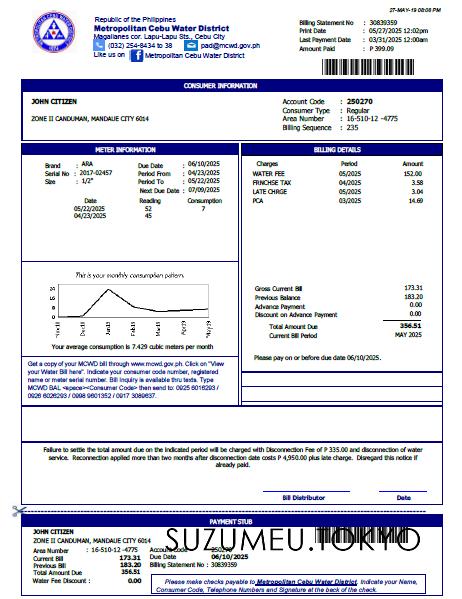 27-MAY-19 08:08 PM
Republic of the Philippines
Metropolitan Cebu Water District
Magallanes cor. Lapu-Lapu Sts., Cebu City
(032) 254-8434 to 38 pad@mcwd.gov.ph
Like us on Metropolitan Cebu Water District
Billing Statement No : 30839359
Print Date : 05/27/2025 12:02pm
Last Payment Date : 03/31/2025 12:00am
Amount Paid : P 399.09
CONSUMER INFORMATION
JOHN CITIZEN
ZONE II CANDUMAN, MANDAUE CITY 6014
Account Code : 250270
Consumer Type : Regular
Area Number : 16-510-12 -4775
Billing Sequence : 235
METER INFORMATION
Brand : ARA
Serial No : 2017-02457
Size : 1/2"
Due Date : 06/10/2025
Period From : 04/23/2025
Period To : 05/22/2025
Next Due Date : 07/09/2025
Date Reading Consumption
05/22/2025 52 7
04/23/2025 45
This is your monthly consumption pattern.
24
16
8
0
Jan19
Feb19
Mar19
Apr19
May19
Your average consumption is 7.429 cubic meters per month
Get a copy of your MCWD bill through www.mcwd.gov.ph. Click on "View
your Water Bill here". Indicate your consumer code number, registered
name or meter serial number. Bill Inquiry is available thru texts. Type
MCWD BAL <space><Consumer Code> then send to: 0925 6016293 /
0926 6026293 / 0998 9601352 / 0917 3089637.
BILLING DETAILS
Charges Period Amount
WATER FEE 05/2025 152.00
FRNCHSE TAX 04/2025 3.58
LATE CHRGE 05/2025 3.04
PCA 03/2025 14.69
Gross Current Bill 173.31
Previous Balance 183.20
Advance Payment 0.00
Discount on Advance Payment 0.00
Total Amount Due 356.51
Current Bill Period MAY 2025
Please pay on or before due date 06/10/2025.
Failure to settle the total amount due on the indicated period will be charged with Disconnection Fee of P 335.00 and disconnection of water
service. Reconnection applied more than two months after disconnection date costs P 4,950.00 plus late charge. Disregard this notice if
already paid.
Bill Distributor Date
PAYMENT STUB
JOHN CITIZEN
ZONE II CANDUMAN, MANDAUE CITY 6014
SUZUMEU.TOKYO
Area Number : 16-510-12 -4775 Account Code : 250270
Current Bill 173.31 Due Date 06/10/2025
Previous Bill 183.20 Billing Statement No : 30839359
Total Amount Due 356.51
Water Fee Discount : 0.00
Please make checks payable to Metropolitan Cebu Water District. Indicate your Name,
Consumer Code, Telephone Numbers and Signature at the back of the check.